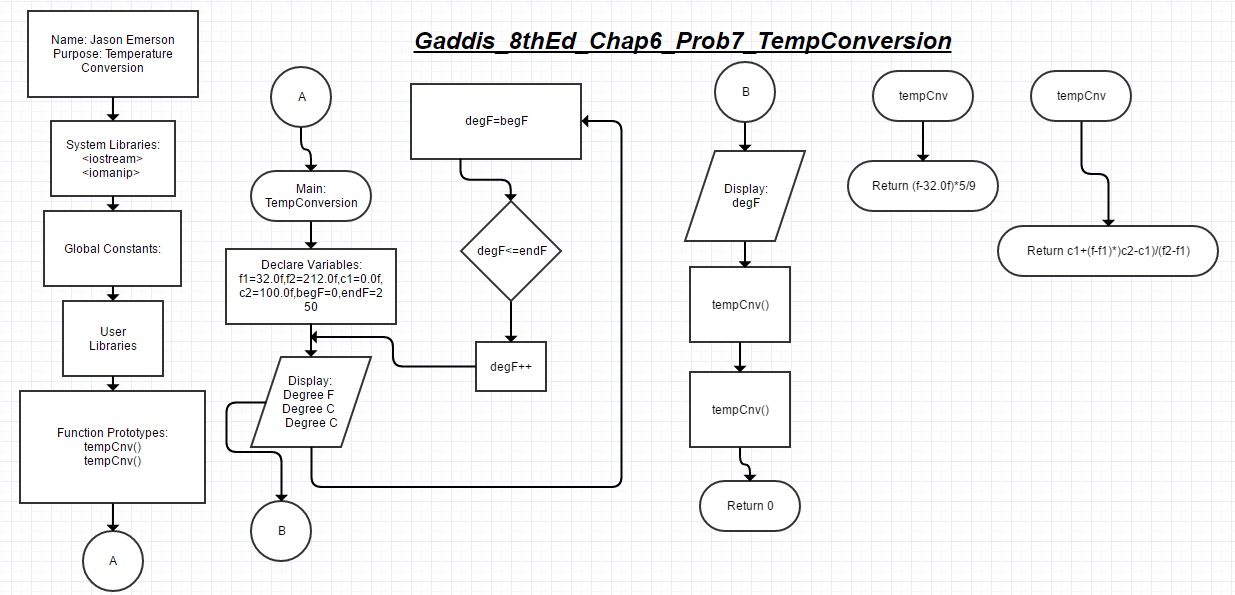 Gaddis_8thEd_Chap6_Prob7_TempConversion
Name: Jason Emerson
Purpose: Temperature
Conversion
System Libraries:
<iostream>
<iomanip>
Global Constants:
User
Libraries
Function Prototypes:
tempCnv()
tempCnv()
A
A
Main:
TempConversion
Declare Variables:
f1=32.0f,f2=212.0f,c1=0.0f,
c2=100.0f,begF=0,endF=2
50
Display:
Degree F
Degree C
Degree C
B
degF=begF
degF<=endF
degF++
B
Display:
degF
tempCnv()
tempCnv()
Return 0
tempCnv
Return (f-32.0f)*5/9
tempCnv
Return c1+(f-f1)*)c2-c1)/(f2-f1)